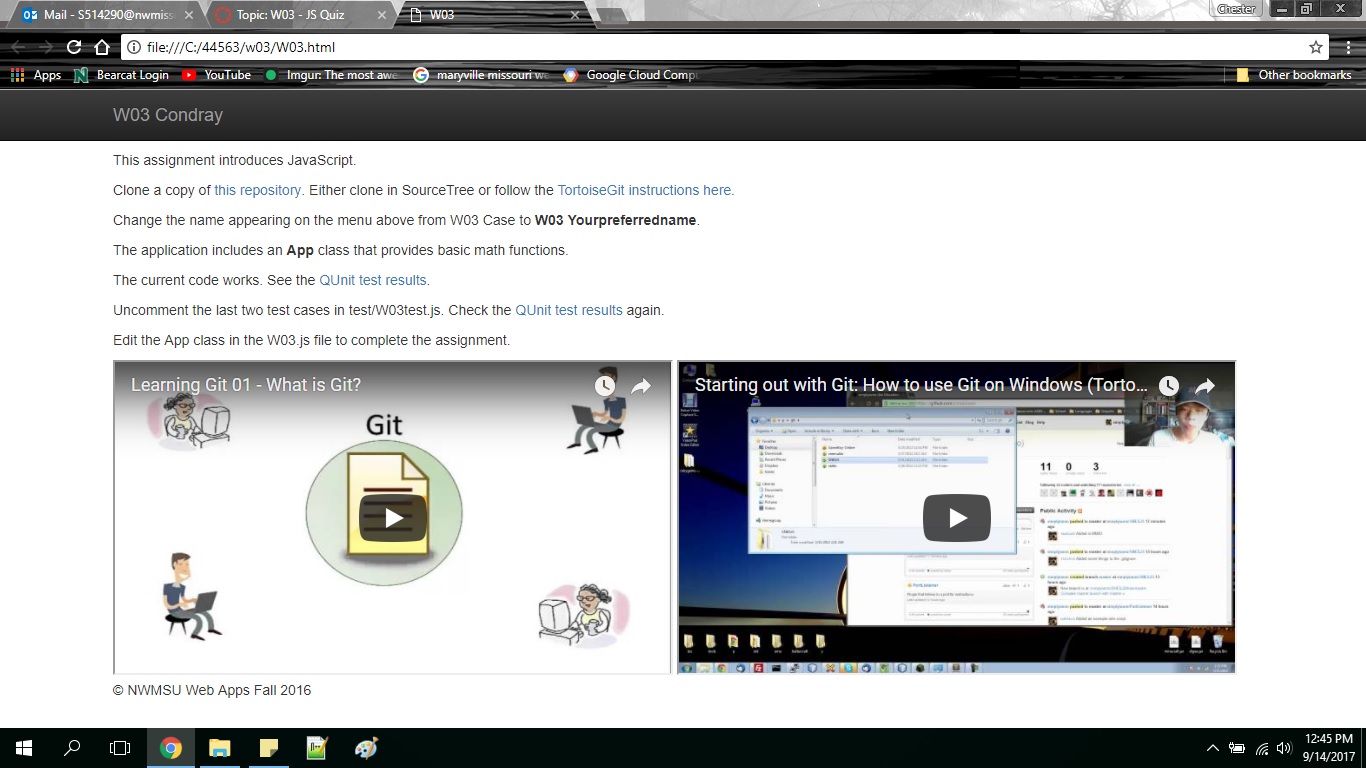 Mail - S514290@nwmiss
Topic: W03 - JS Quiz
W03
Chester
file:///C:/44563/w03/W03.html
Apps
Bearcat Login
YouTube
Imgur: The most awe
maryville missouri we
Google Cloud Compu
Other bookmarks
W03 Condray
This assignment introduces JavaScript.
Clone a copy of this repository. Either clone in SourceTree or follow the TortoiseGit instructions here.
Change the name appearing on the menu above from W03 Case to W03 Yourpreferredname.
The application includes an App class that provides basic math functions.
The current code works. See the QUnit test results.
Uncomment the last two test cases in test/W03test.js. Check the QUnit test results again.
Edit the App class in the W03.js file to complete the assignment.
Learning Git 01 - What is Git?
Git
Starting out with Git: How to use Git on Windows (Torto...
11 0 3
Public Activity
© NWMSU Web Apps Fall 2016
12:45 PM
9/14/2017